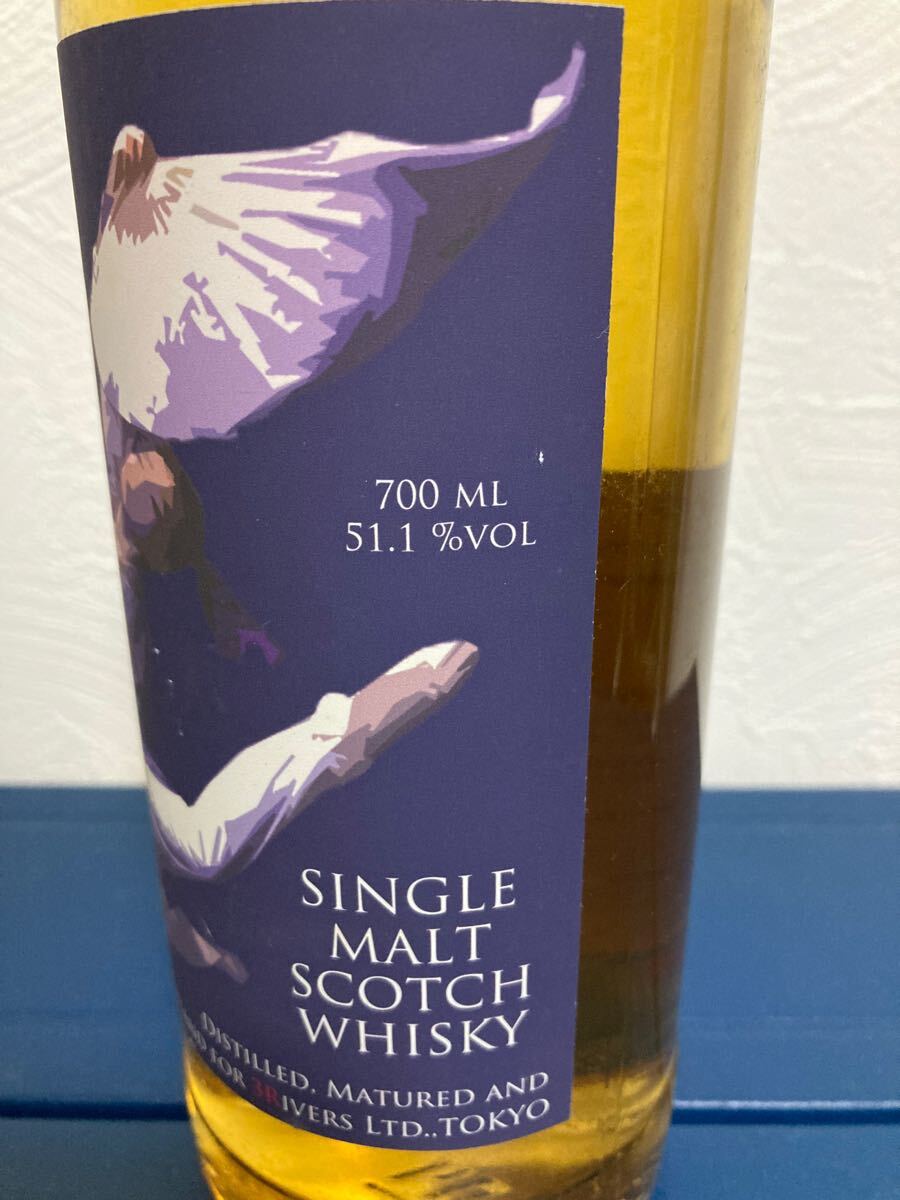 700 ML
51.1 %VOL
SINGLE
MALT
SCOTCH
WHISKY
DISTILLED, MATURED AND
FOR 3RIVERS LTD.,TOKYO